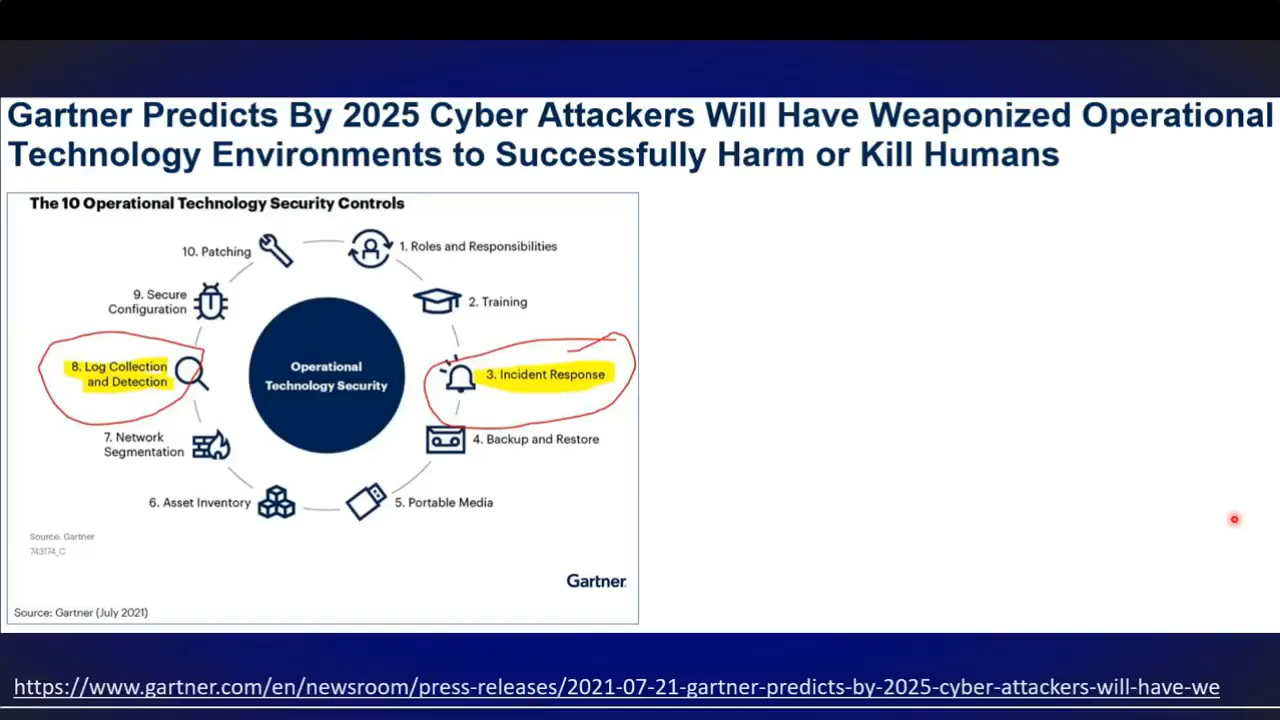 Gartner Predicts By 2025 Cyber Attackers Will Have Weaponized Operational
Technology Environments to Successfully Harm or Kill Humans
The 10 Operational Technology Security Controls
1. Roles and Responsibilities
2. Training
3. Incident Response
4. Backup and Restore
5. Portable Media
6. Asset Inventory
7. Network
Segmentation
8. Log Collection
and Detection
9. Secure
Configuration
10. Patching
Operational
Technology Security
Source: Gartner
743174_C
Gartner
Source: Gartner (July 2021)
https://www.gartner.com/en/newsroom/press-releases/2021-07-21-gartner-predicts-by-2025-cyber-attackers-will-have-we